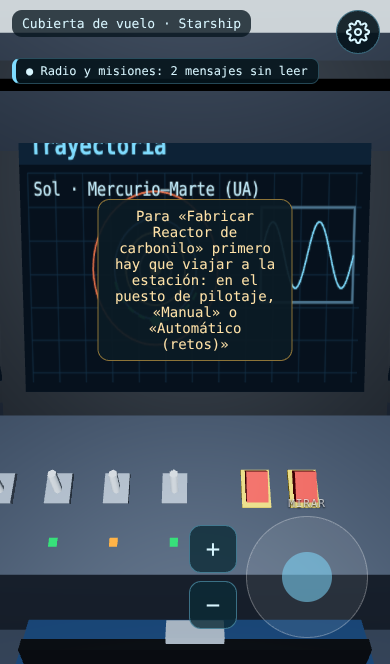 Cubierta de vuelo · Starship
● Radio y misiones: 2 mensajes sin leer
Trayectoria
Sol · Mercurio–Marte (UA)
Para «Fabricar
Reactor de
carbonilo» primero
hay que viajar a la
estación: en el
puesto de pilotaje,
«Manual» o
«Automático
(retos)»
MIRAR
+
−